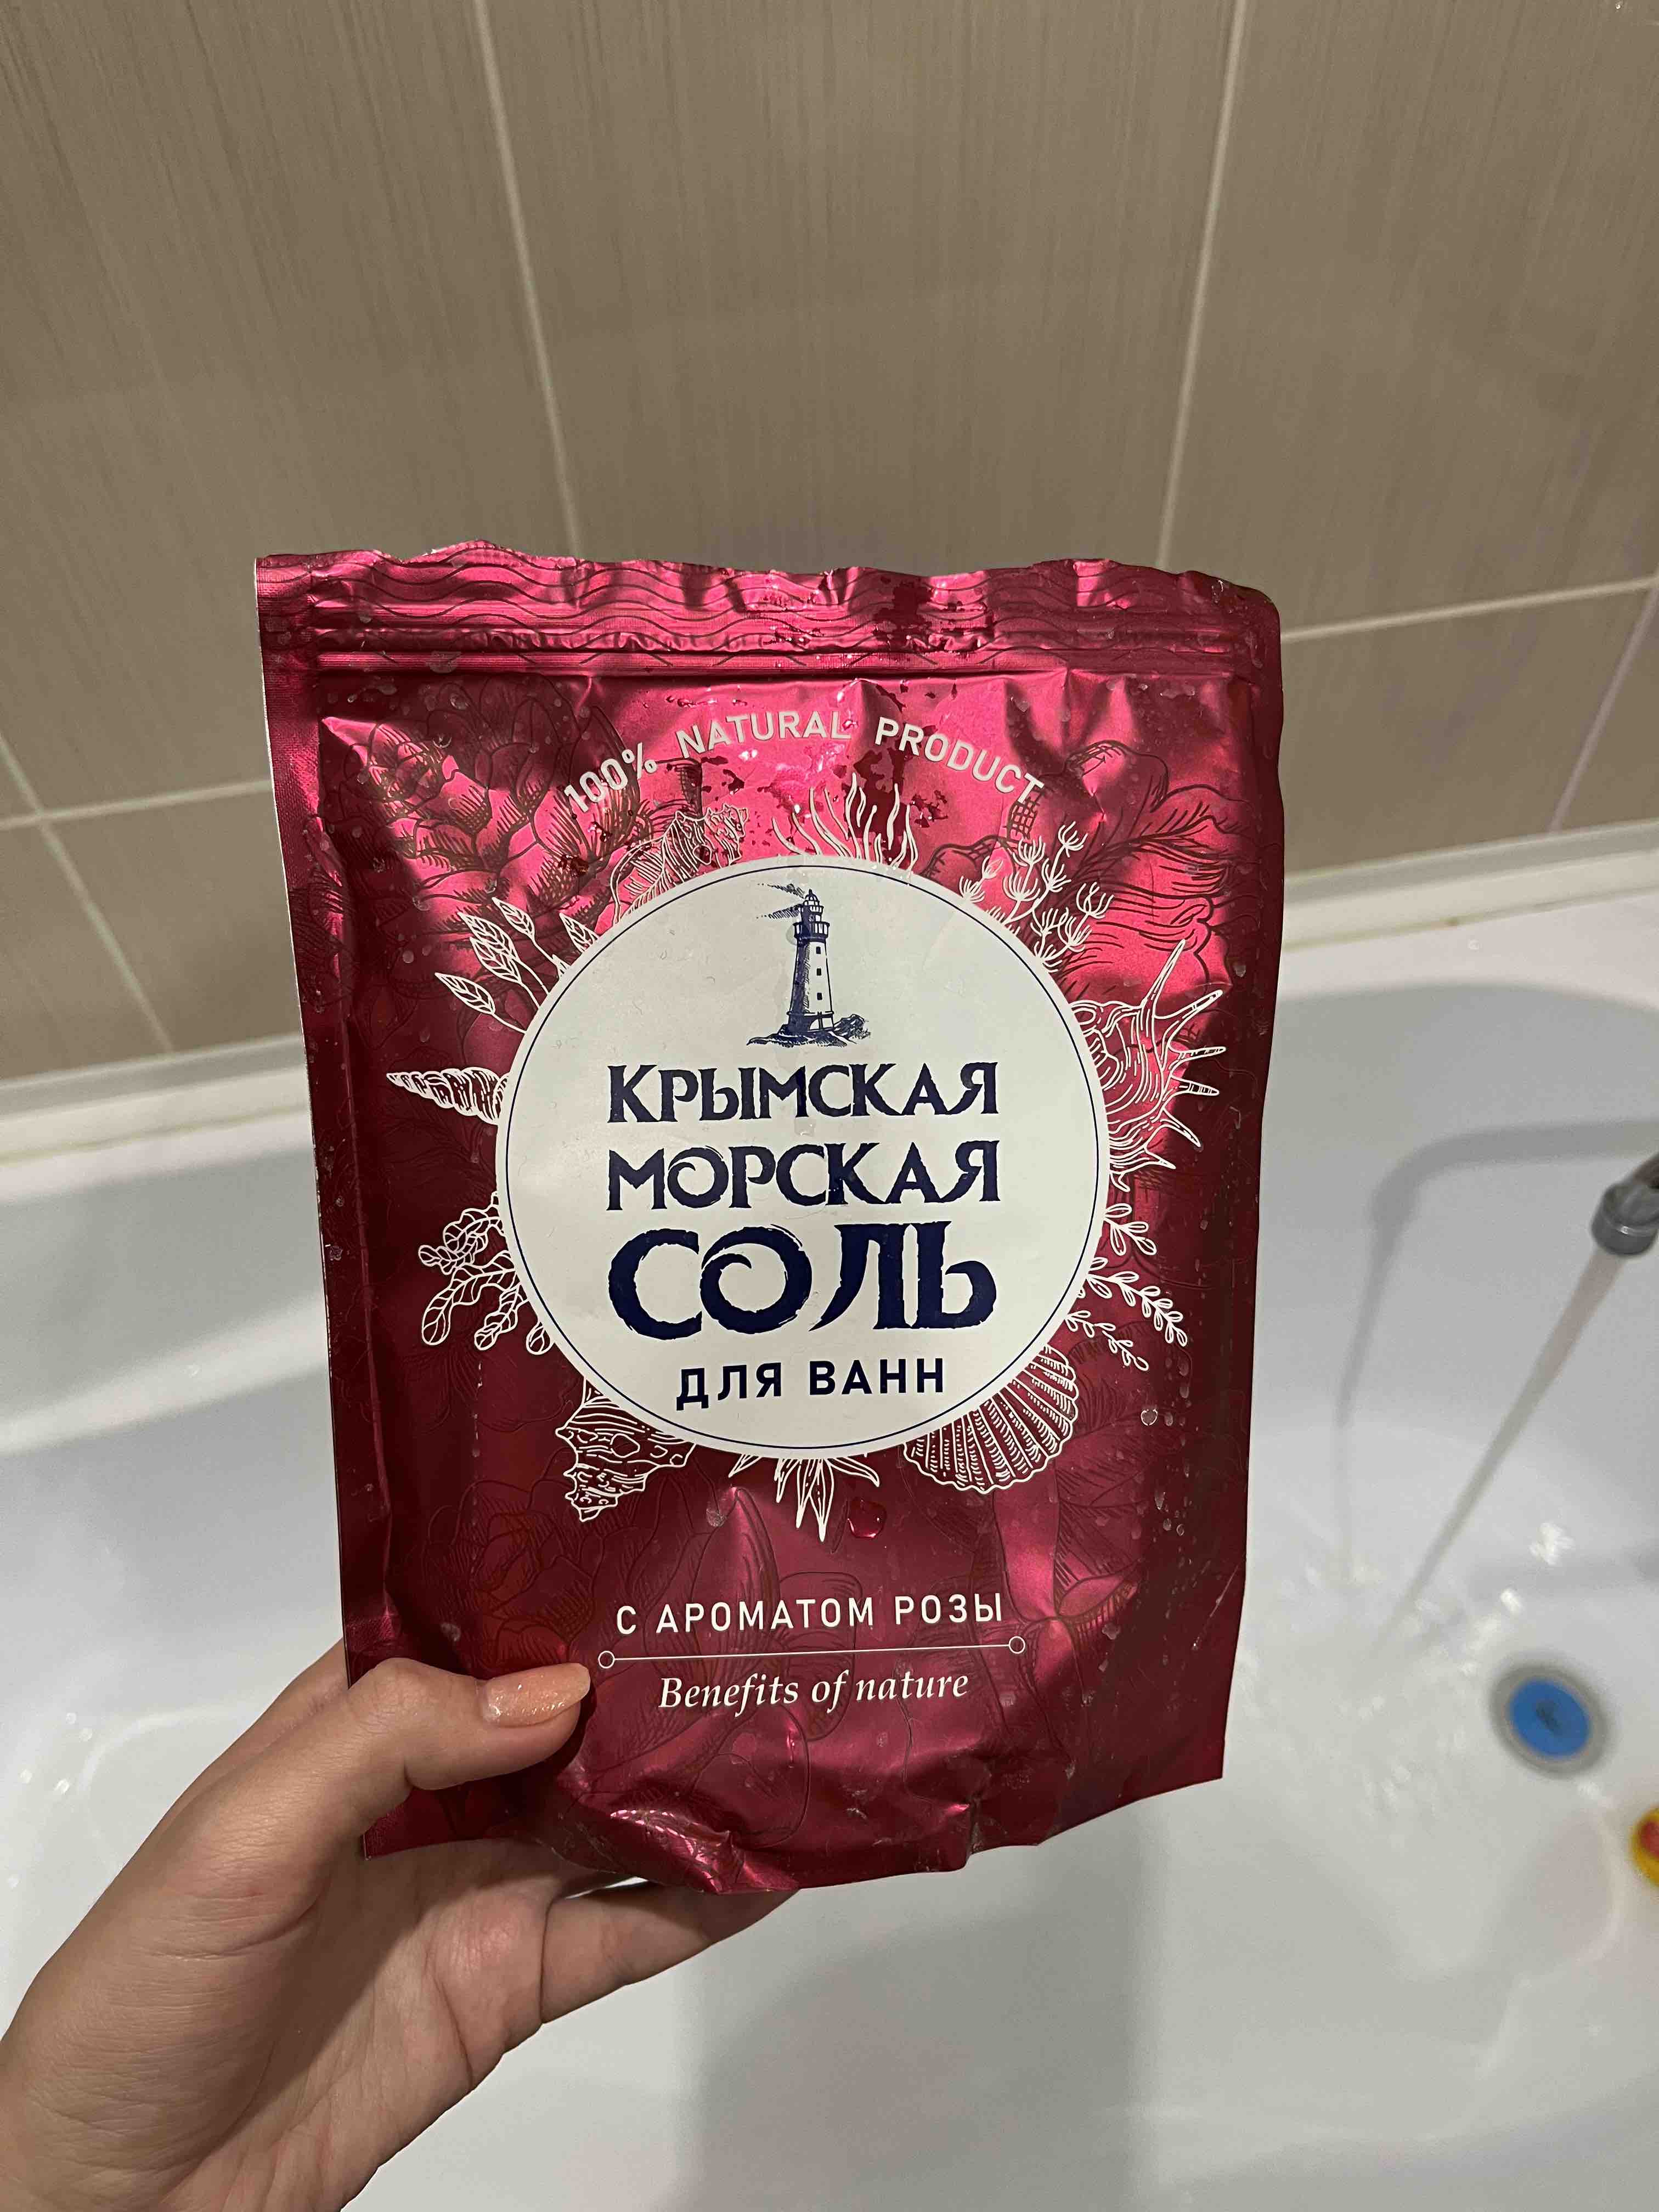 100% NATURAL PRODUCT
КРЫМСКАЯ
МОРСКАЯ
СОЛЬ
ДЛЯ ВАНН
С АРОМАТОМ РОЗЫ
Benefits of nature